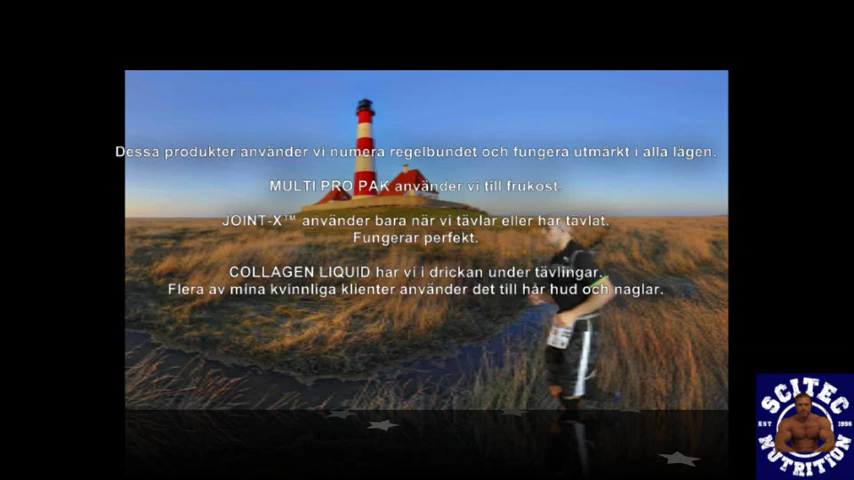 Dessa produkter använder vi numera regelbundet och fungera utmärkt i alla lägen.
MULTI PRO PAK använder vi till frukost.
JOINT-X™ använder bara när vi tävlar eller har tävlat.
Fungerar perfekt.
COLLAGEN LIQUID har vi i drickan under tävlingar.
Flera av mina kvinnliga klienter använder det till hår hud och naglar.
SCITEC
EST 1996
NUTRITION